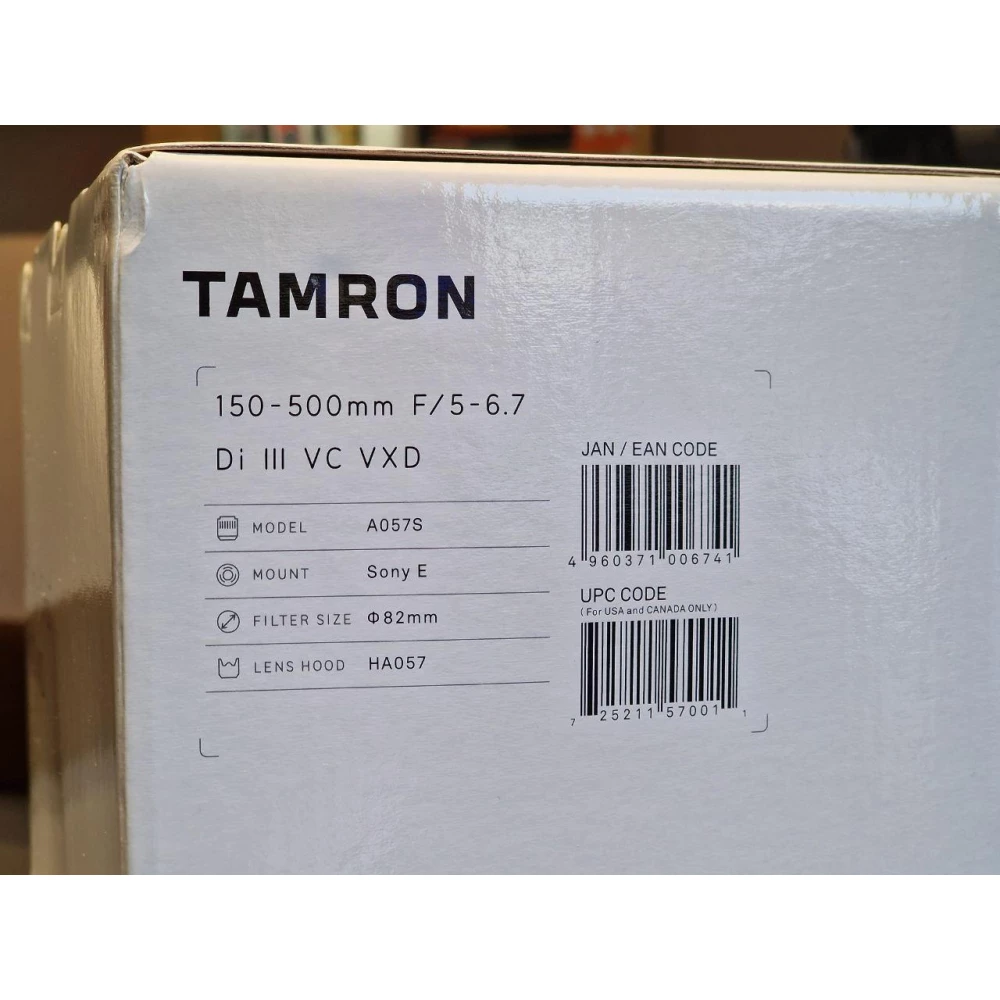 TAMRON
150-500mm F/5-6.7
Di III VC VXD
MODEL A057S
MOUNT Sony E
FILTER SIZE Φ82mm
LENS HOOD HA057
JAN / EAN CODE
4 960371 006741
UPC CODE
(For USA and CANADA ONLY)
7 25211 57001 1